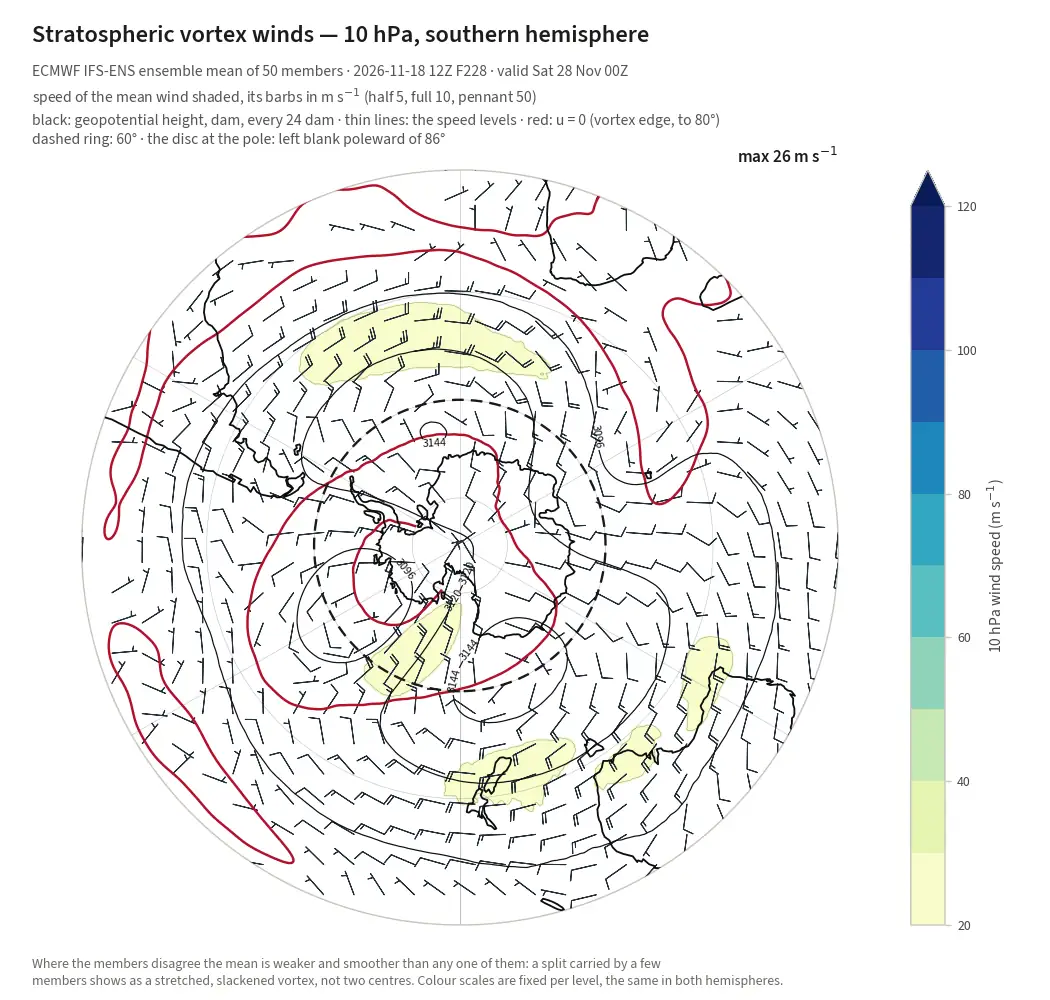 Stratospheric vortex winds — 10 hPa, southern hemisphere
ECMWF IFS-ENS ensemble mean of 50 members · 2026-11-18 12Z F228 · valid Sat 28 Nov 00Z
speed of the mean wind shaded, its barbs in m s⁻¹ (half 5, full 10, pennant 50)
black: geopotential height, dam, every 24 dam · thin lines: the speed levels · red: u = 0 (vortex edge, to 80°)
dashed ring: 60° · the disc at the pole: left blank poleward of 86°
max 26 m s⁻¹
120
100
80
60
40
20
10 hPa wind speed (m s⁻¹)
3144
3096
3096
3120
3120
3144
3144
Where the members disagree the mean is weaker and smoother than any one of them: a split carried by a few
members shows as a stretched, slackened vortex, not two centres. Colour scales are fixed per level, the same in both hemispheres.